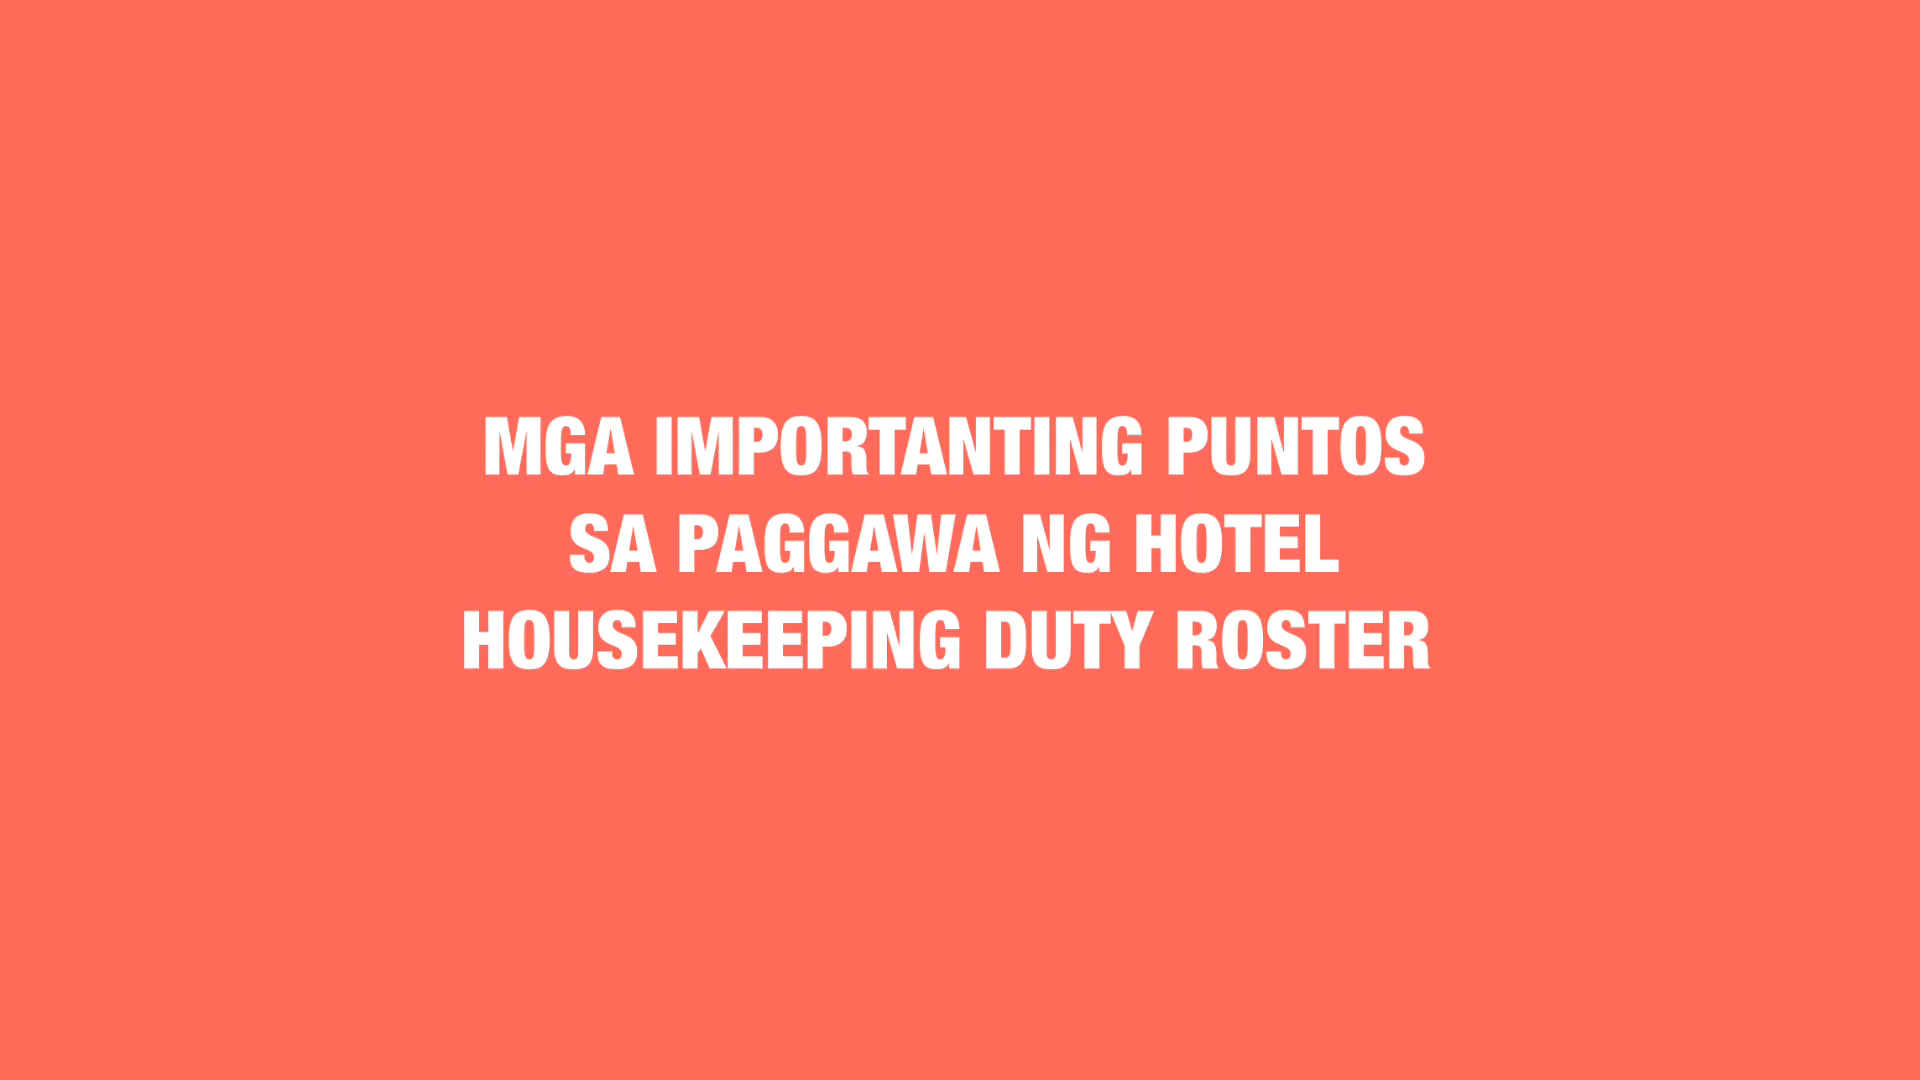 MGA IMPORTANTING PUNTOS
SA PAGGAWA NG HOTEL
HOUSEKEEPING DUTY ROSTER